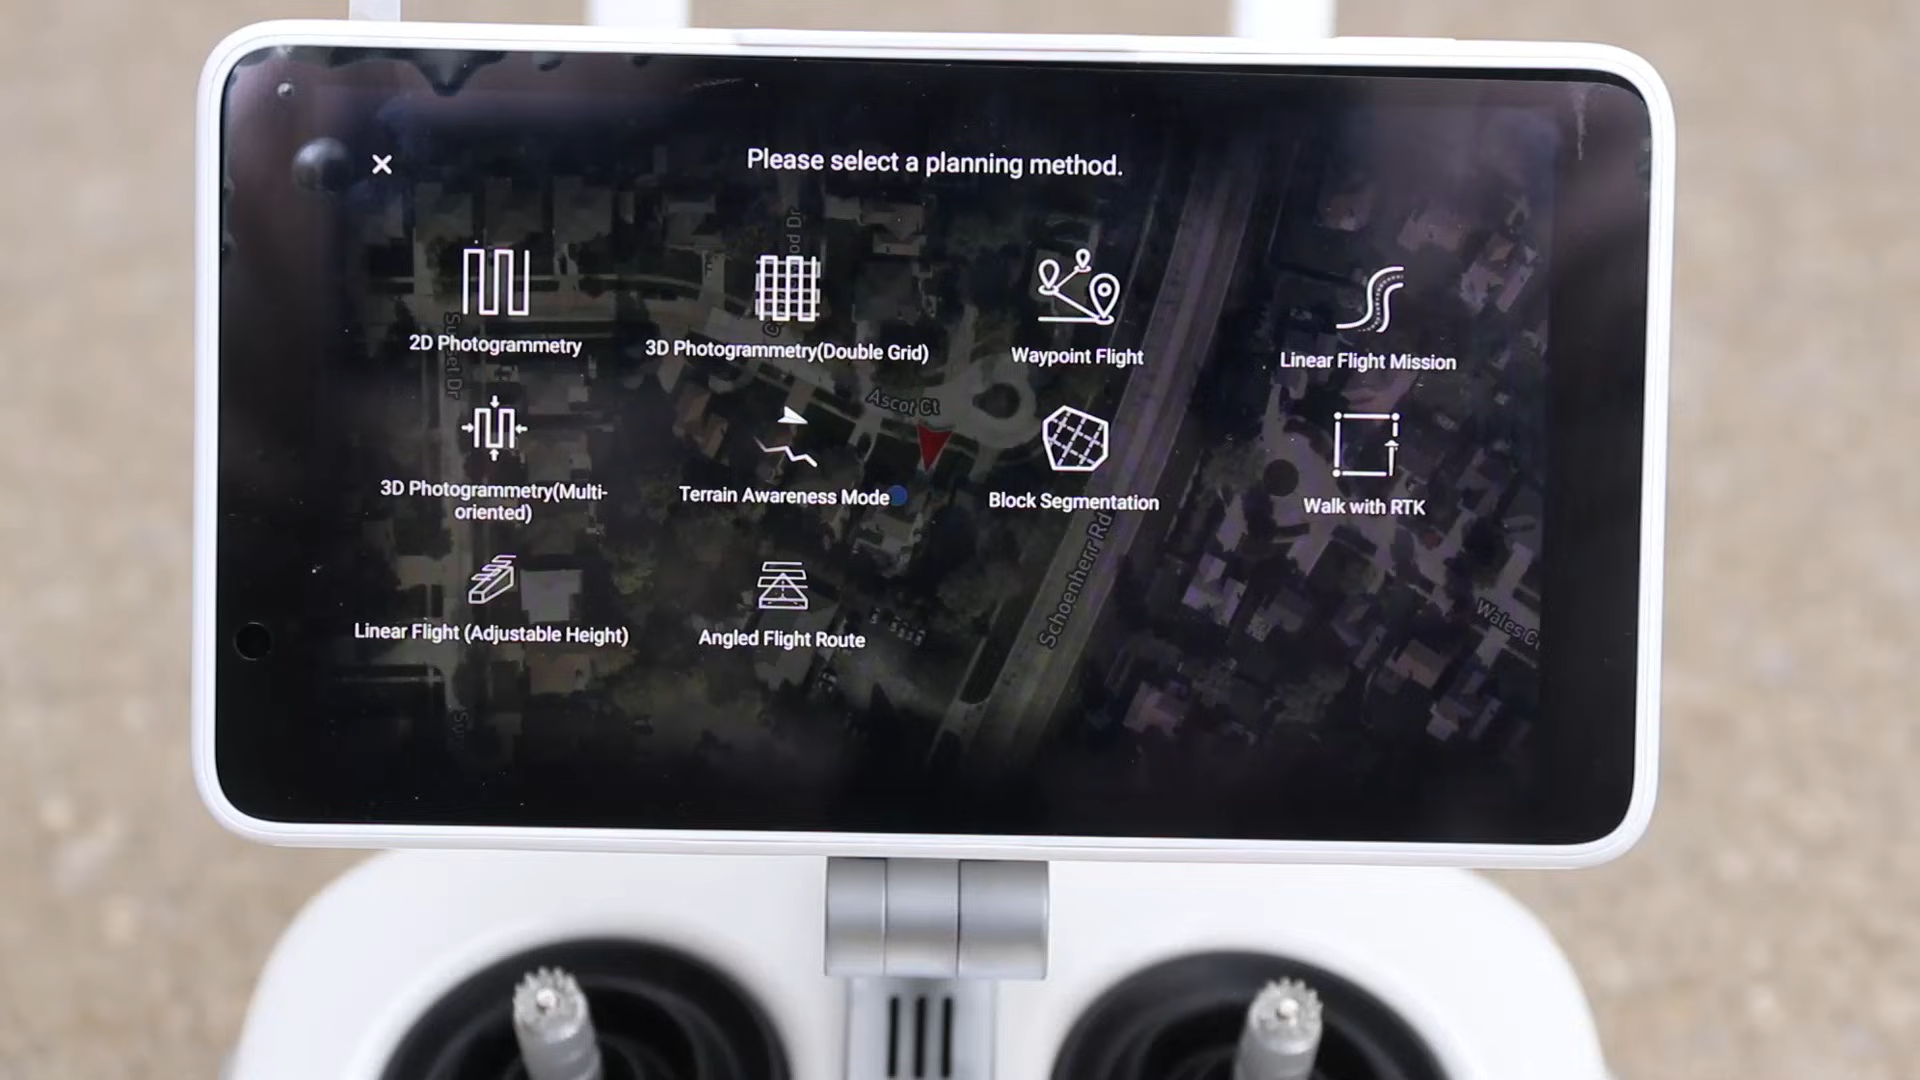 Please select a planning method.
2D Photogrammetry
3D Photogrammetry(Double Grid)
Waypoint Flight
Linear Flight Mission
3D Photogrammetry(Multi-
oriented)
Terrain Awareness Mode
Block Segmentation
Walk with RTK
Linear Flight (Adjustable Height)
Angled Flight Route
Ascot Ct
Schoenherr Rd